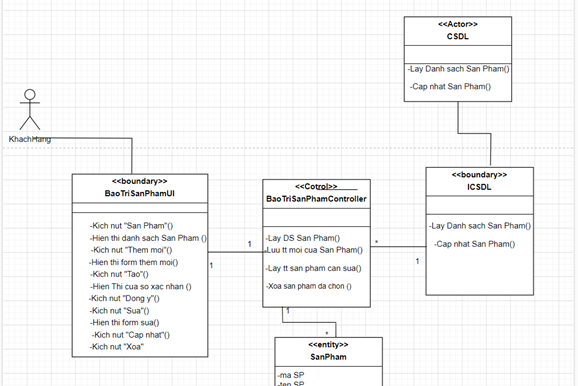 <<Actor>>
CSDL
-Lay Danh sach San Pham()
-Cap nhat San Pham()
KhachHang
<<boundary>>
BaoTriSanPhamUI
-Kich nut "San Pham"()
-Hien thi danh sach San Pham ()
-Kich nut "Them moi"()
-Hien thi form them moi()
-Kich nut "Tao"()
-Hien Thi cua so xac nhan ()
-Kich nut "Dong y"()
-Kich nut "Sua"()
-Hien thi form sua()
-Kich nut "Cap nhat"()
-Kich nut "Xoa"
1
1
<<Cotrol>>
BaoTriSanPhamController
-Lay DS San Pham()
-Luu tt moi cua San Pham()
-Lay tt san pham can sua()
-Xoa san pham da chon ()
*
1
<<boundary>>
ICSDL
-Lay Danh sach San Pham()
-Cap nhat San Pham()
1
*
<<entity>>
SanPham
-ma SP
-ten SP